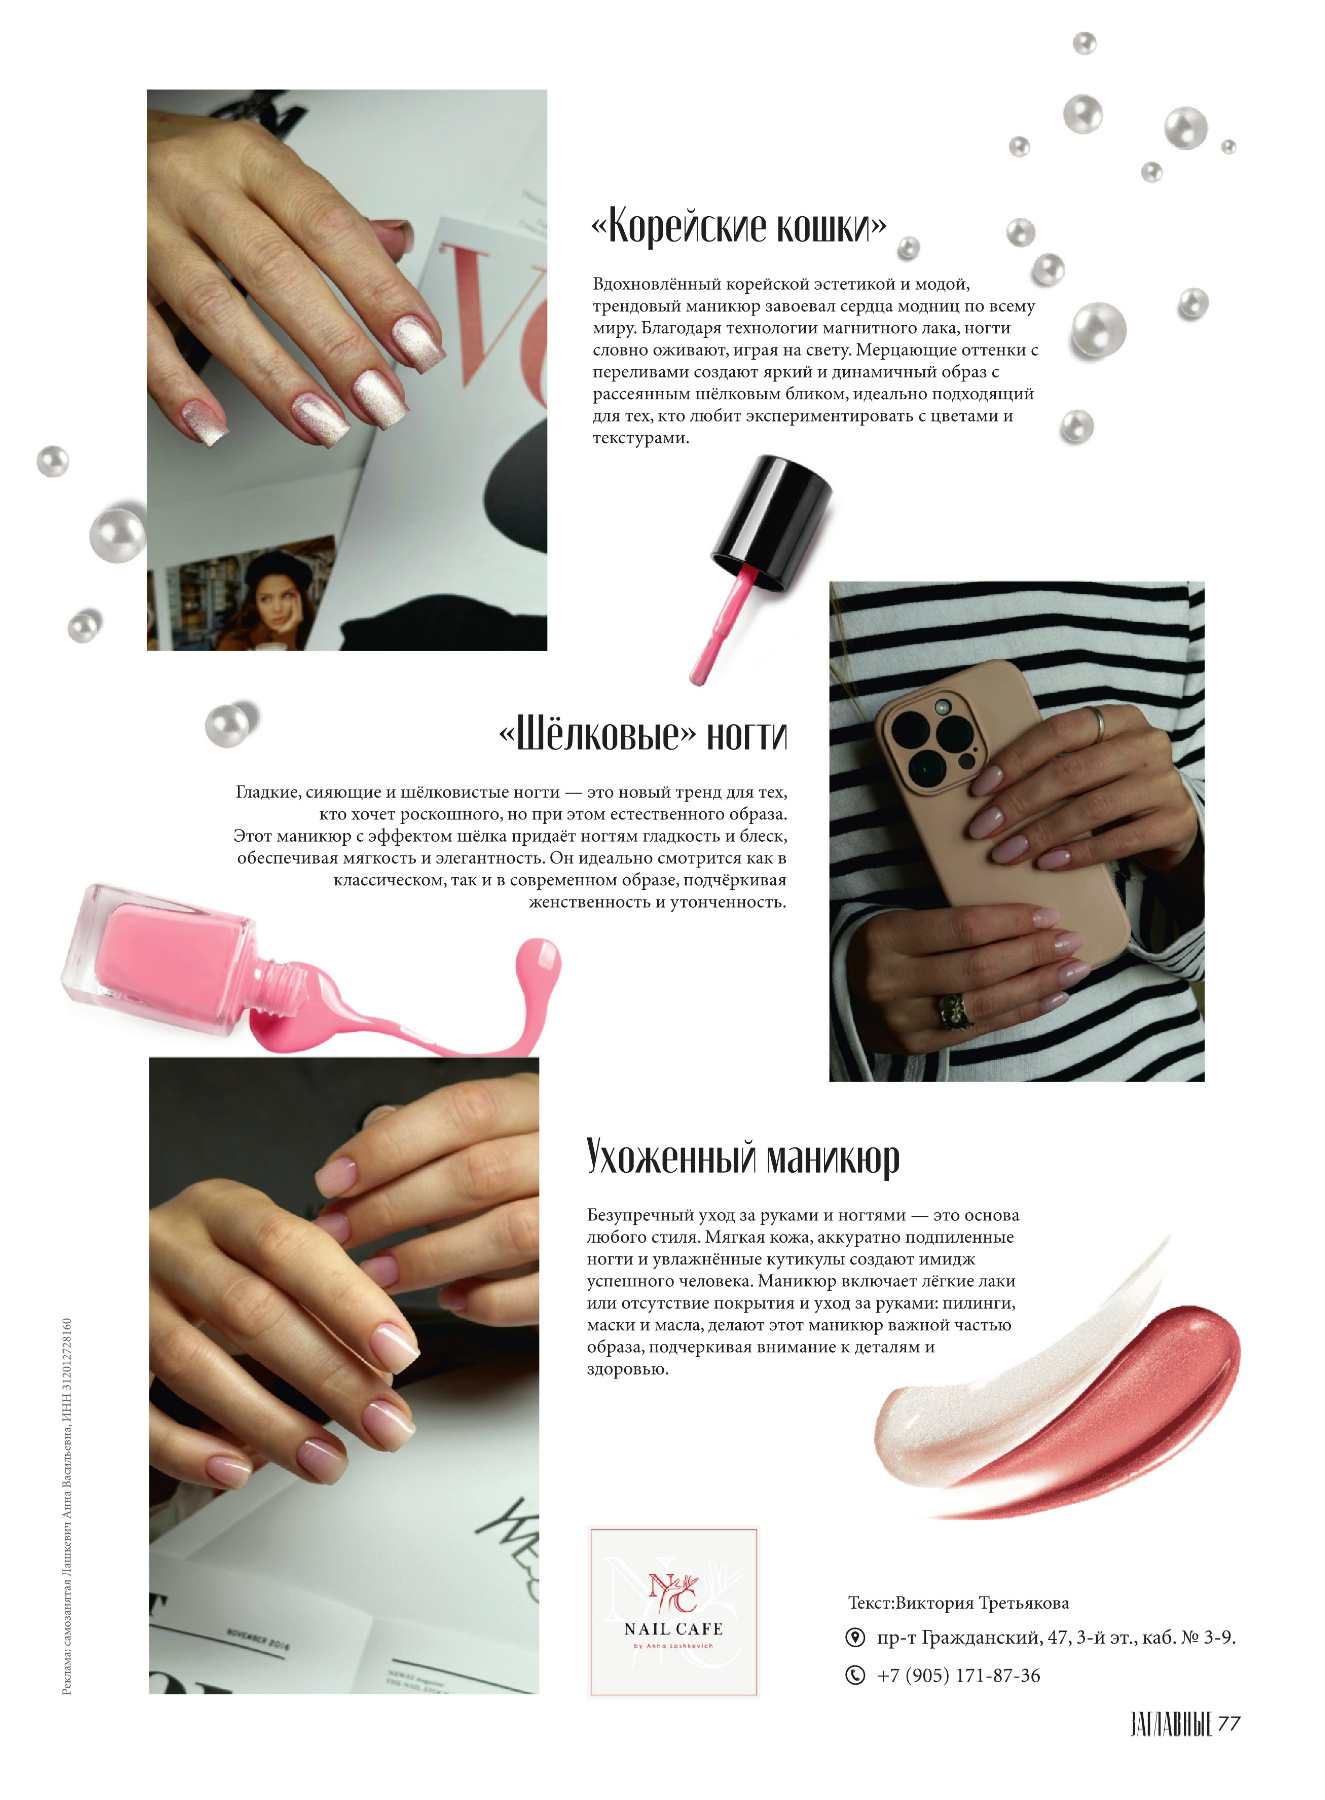 «Корейские кошки»
Вдохновлённый корейской эстетикой и модой,
трендовый маникюр завоевал сердца модниц по всему
миру. Благодаря технологии магнитного лака, ногти
словно оживают, играя на свету. Мерцающие оттенки с
переливами создают яркий и динамичный образ с
рассеянным шёлковым бликом, идеально подходящий
для тех, кто любит экспериментировать с цветами и
текстурами.
«Шёлковые» ногти
Гладкие, сияющие и шёлковистые ногти — это новый тренд для тех,
кто хочет роскошного, но при этом естественного образа.
Этот маникюр с эффектом шёлка придаёт ногтям гладкость и блеск,
обеспечивая мягкость и элегантность. Он идеально смотрится как в
классическом, так и в современном образе, подчёркивая
женственность и утонченность.
Ухоженный маникюр
Безупречный уход за руками и ногтями — это основа
любого стиля. Мягкая кожа, аккуратно подпиленные
ногти и увлажнённые кутикулы создают имидж
успешного человека. Маникюр включает лёгкие лаки
или отсутствие покрытия и уход за руками: пилинги,
маски и масла, делают этот маникюр важной частью
образа, подчеркивая внимание к деталям и
здоровью.
Реклама: самозанятая Лашкевич Анна Васильевна, ИНН 312012728160
NOVEMBER 2016
NC
NAIL CAFE
by Anna Lashkevich
Текст:Виктория Третьякова
пр-т Гражданский, 47, 3-й эт., каб. № 3-9.
+7 (905) 171-87-36
ЗАГЛАВНЫЕ 77